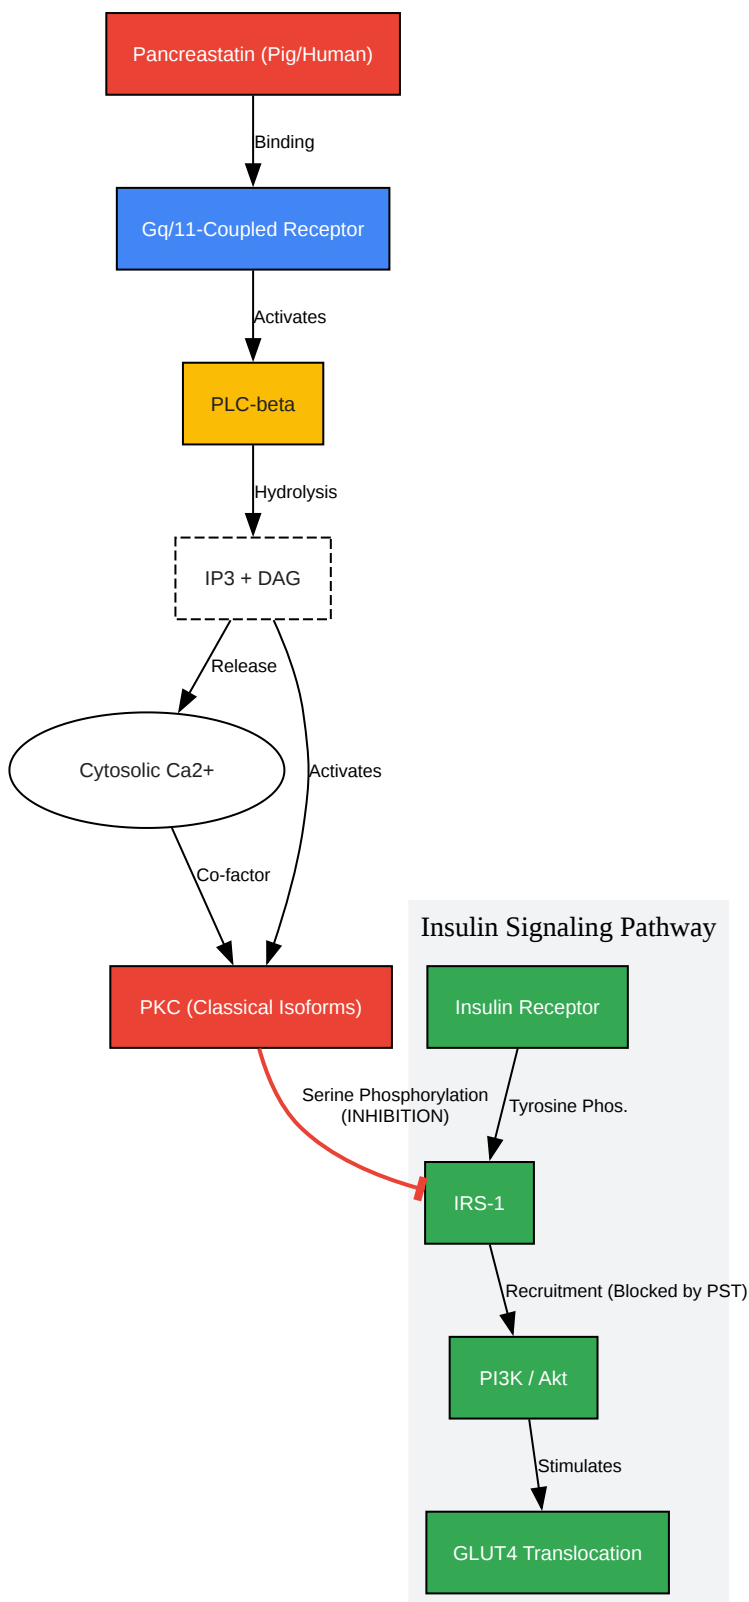 Pancreastatin (Pig/Human)
Binding
Gq/11-Coupled Receptor
Activates
PLC-beta
Hydrolysis
IP3 + DAG
Release
Cytosolic Ca2+
Activates
Co-factor
Insulin Signaling Pathway
PKC (Classical Isoforms)
Insulin Receptor
Serine Phosphorylation
(INHIBITION)
Tyrosine Phos.
IRS-1
Recruitment (Blocked by PST)
PI3K / Akt
Stimulates
GLUT4 Translocation